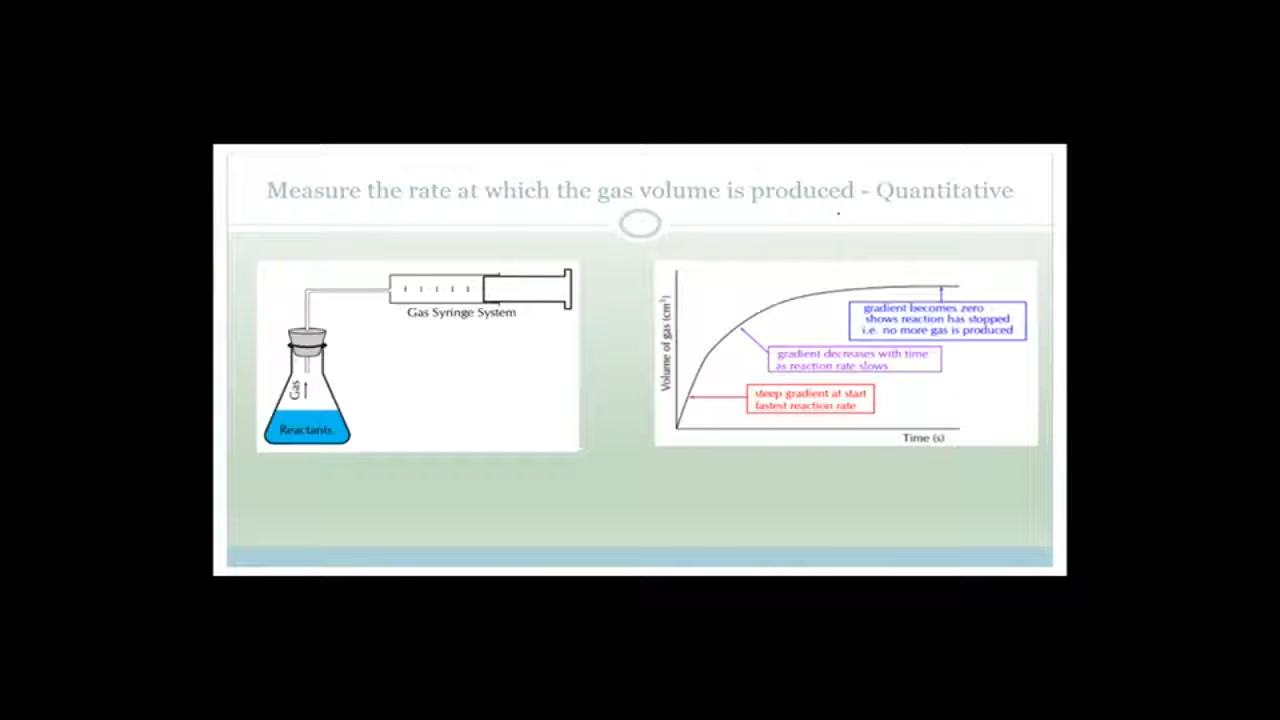 Measure the rate at which the gas volume is produced - Quantitative
Gas Syringe System
Gas
Reactants
Volume of gas (cm³)
gradient becomes zero
shows reaction has stopped
i.e. no more gas is produced
gradient decreases with time
as reaction rate slows
steep gradient at start
fastest reaction rate
Time (s)